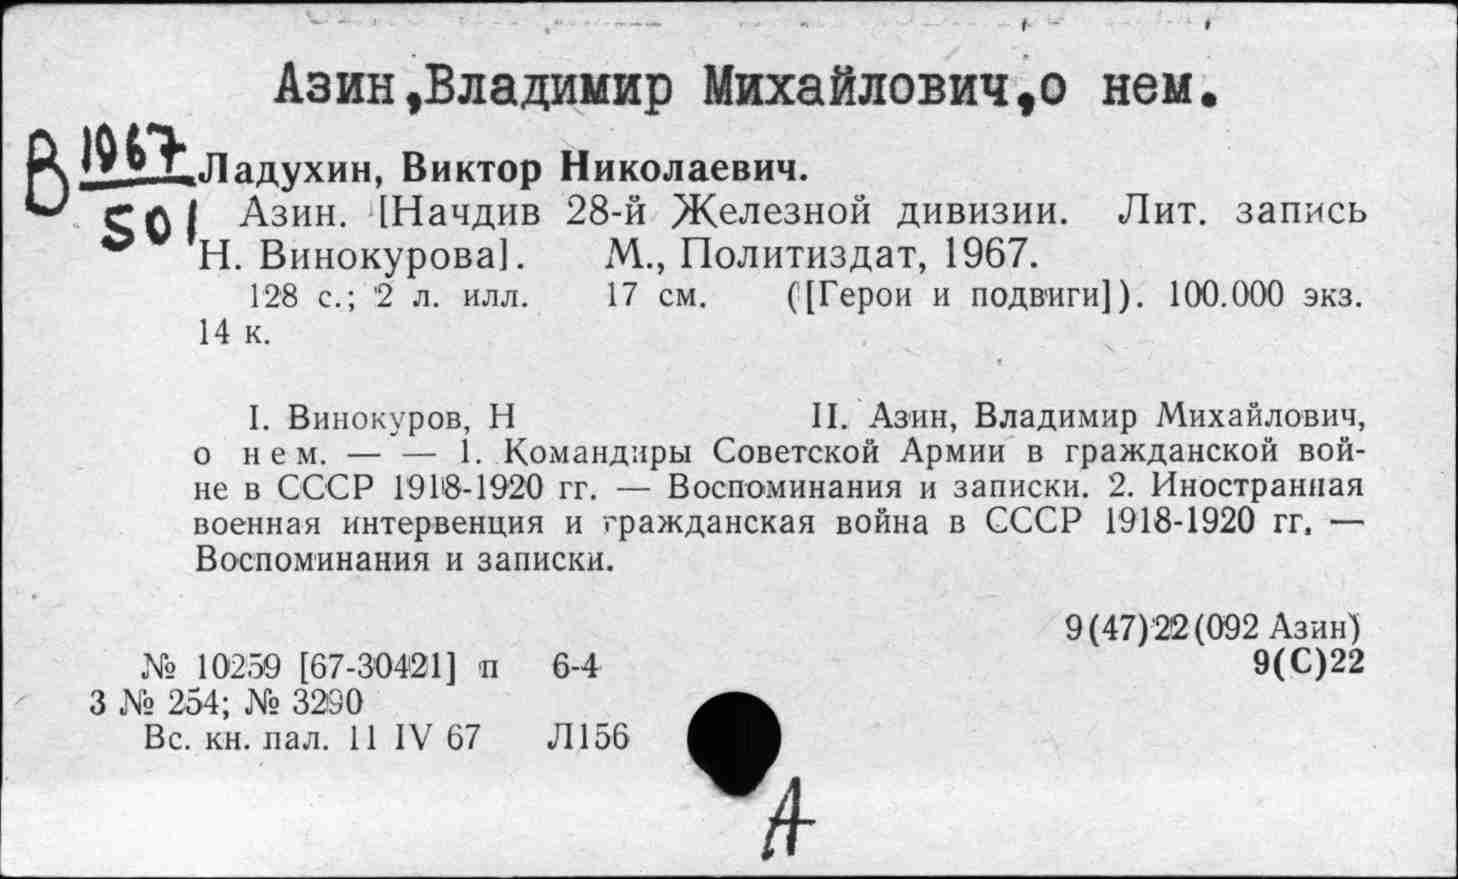 Азин,Владимир Михайлович,о нем.
В 1967
501
Ладухин, Виктор Николаевич.
Азин. [Начдив 28-й Железной дивизии. Лит. запись
Н. Винокурова]. М., Политиздат, 1967.
128 с.; 2 л. илл. 17 см. ([Герои и подвиги]). 100.000 экз.
14 к.
I. Винокуров, Н II. Азин, Владимир Михайлович,
о нем. — — 1. Командиры Советской Армии в гражданской вой-
не в СССР 1918-1920 гг. — Воспоминания и записки. 2. Иностранная
военная интервенция и гражданская война в СССР 1918-1920 гг. —
Воспоминания и записки.
9(47)22(092 Азин)
№ 10259 [67-30421] п 6-4 9(С)22
З № 254; № 3290
Вс. кн. пал. 11 IV 67 Л156
А